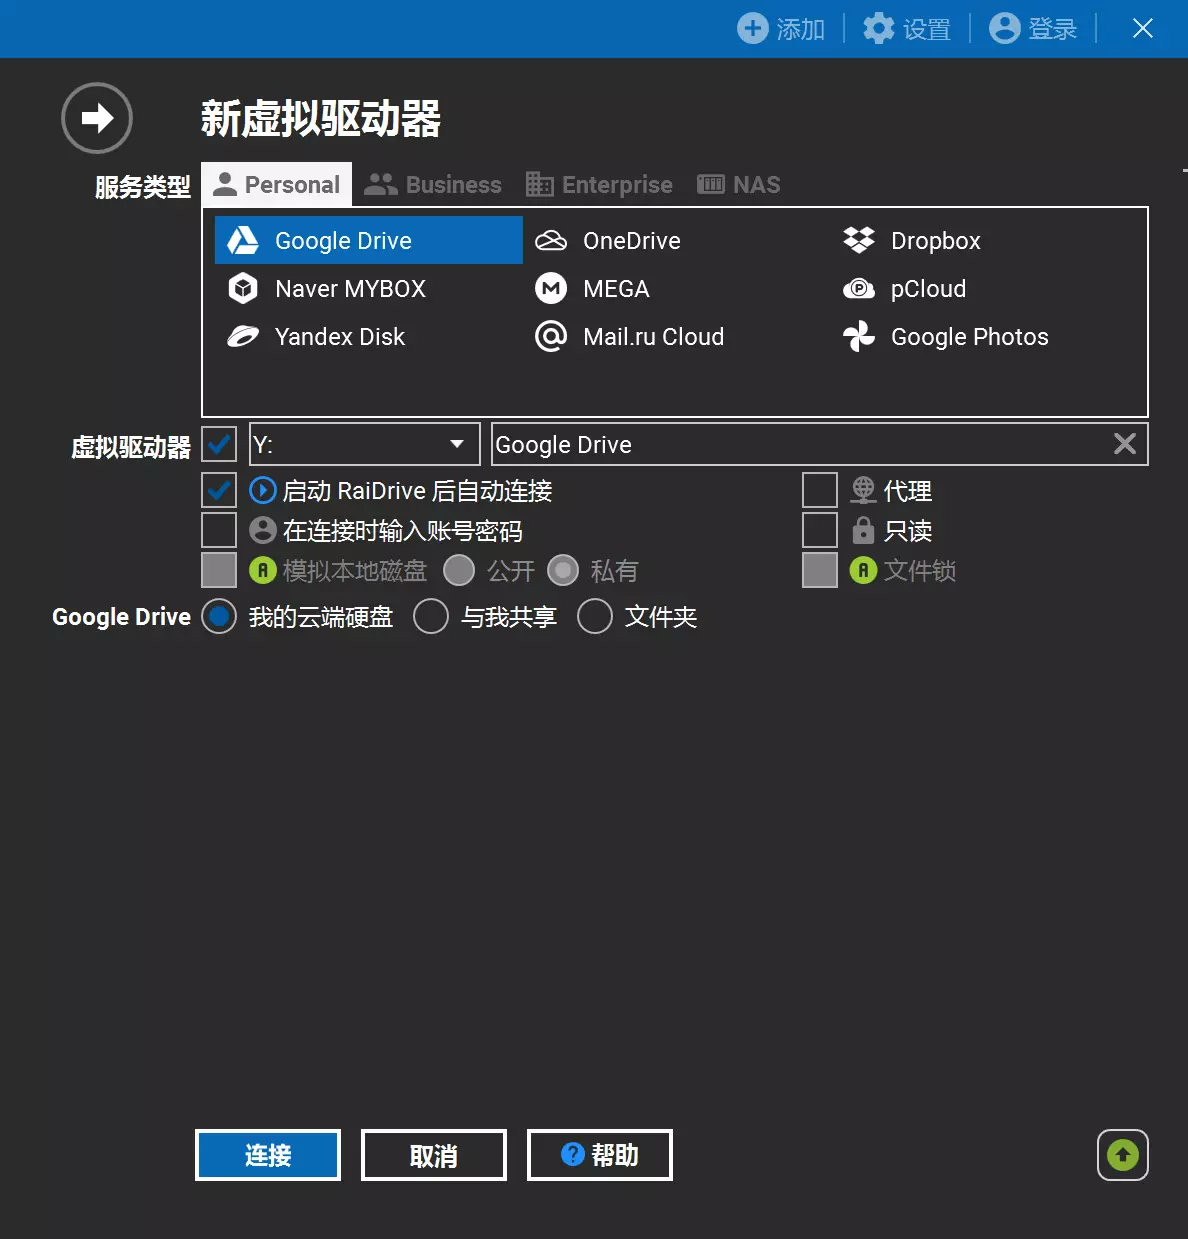 添加 设置 登录
新虚拟驱动器
服务类型 Personal Business Enterprise NAS
Google Drive OneDrive Dropbox
Naver MYBOX MEGA pCloud
Yandex Disk Mail.ru Cloud Google Photos
虚拟驱动器 Y: Google Drive
启动 RaiDrive 后自动连接 代理
在连接时输入账号密码 只读
A 模拟本地磁盘 公开 私有 A 文件锁
Google Drive 我的云端硬盘 与我共享 文件夹
连接 取消 ? 帮助